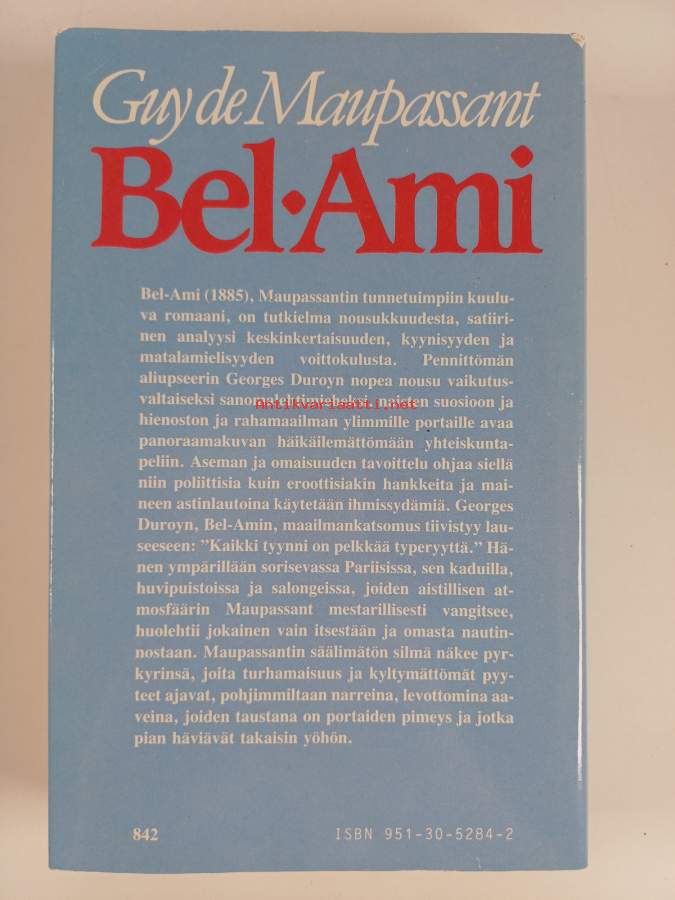 Guy de Maupassant
Bel·Ami
Bel-Ami (1885), Maupassantin tunnetuimpiin kuulu-
va romaani, on tutkielma nousukkuudesta, satiiri-
nen analyysi keskinkertaisuuden, kyynisyyden ja
matalamielisyyden voittokulusta. Pennittömän
aliupseerin Georges Duroyn nopea nousu vaikutus-
valtaiseksi sanomalehtimieheksi, naisten suosioon ja
Antikvariaatti.net
hienoston ja rahamaailman ylimmille portaille avaa
panoraamakuvan häikäilemättömään yhteiskunta-
peliin. Aseman ja omaisuuden tavoittelu ohjaa siellä
niin poliittisia kuin eroottisiakin hankkeita ja mai-
neen astinlautoina käytetään ihmissydämiä. Georges
Duroyn, Bel-Amin, maailmankatsomus tiivistyy lau-
seeseen: ”Kaikki tyynni on pelkkää typeryyttä.” Hä-
nen ympärillään sorisevassa Pariisissa, sen kaduilla,
huvipuistoissa ja salongeissa, joiden aistillisen at-
mosfäärin Maupassant mestarillisesti vangitsee,
huolehtii jokainen vain itsestään ja omasta nautin-
nostaan. Maupassantin säälimätön silmä näkee pyr-
kyrinsä, joita turhamaisuus ja kyltymättömät pyy-
teet ajavat, pohjimmiltaan narreina, levottomina aa-
veina, joiden taustana on portaiden pimeys ja jotka
pian häviävät takaisin yöhön.
842
ISBN 951-30-5284-2